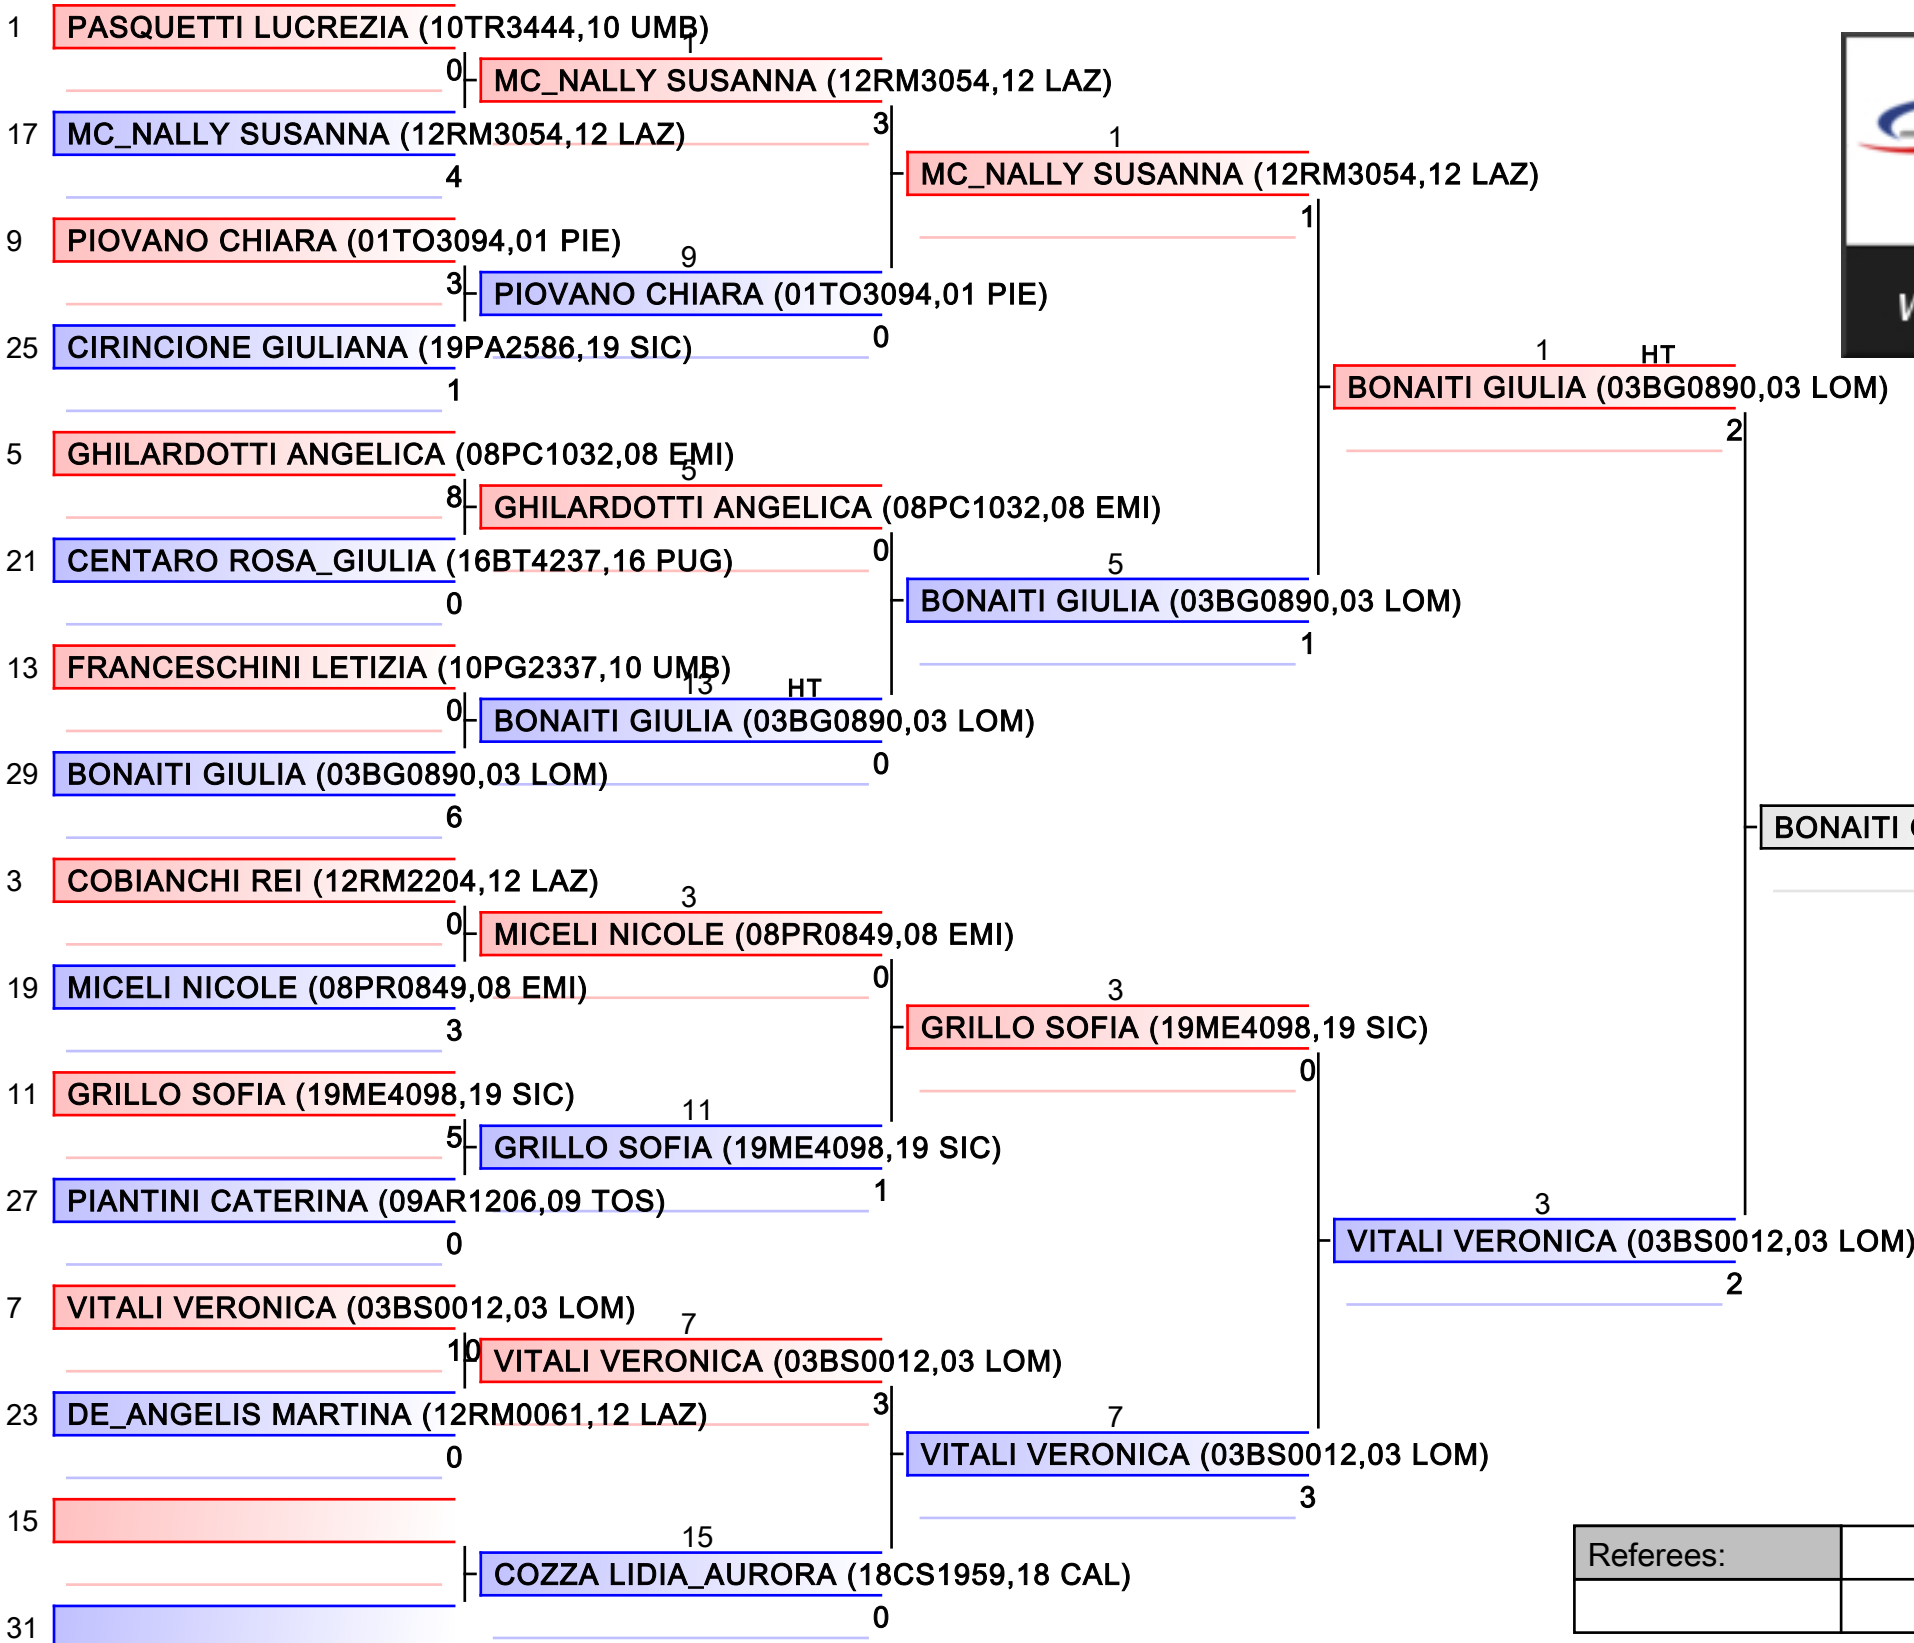 1 PASQUETTI LUCREZIA (10TR3444,10 UMB)
1
0 MC_NALLY SUSANNA (12RM3054,12 LAZ)
3
17 MC_NALLY SUSANNA (12RM3054,12 LAZ)
4
1
MC_NALLY SUSANNA (12RM3054,12 LAZ)
1
9 PIOVANO CHIARA (01TO3094,01 PIE)
9
3 PIOVANO CHIARA (01TO3094,01 PIE)
0
25 CIRINCIONE GIULIANA (19PA2586,19 SIC)
1
1 HT
BONAITI GIULIA (03BG0890,03 LOM)
2
5 GHILARDOTTI ANGELICA (08PC1032,08 EMI)
5
8 GHILARDOTTI ANGELICA (08PC1032,08 EMI)
0
21 CENTARO ROSA_GIULIA (16BT4237,16 PUG)
0
5
BONAITI GIULIA (03BG0890,03 LOM)
1
13 FRANCESCHINI LETIZIA (10PG2337,10 UMB)
13 HT
0 BONAITI GIULIA (03BG0890,03 LOM)
0
29 BONAITI GIULIA (03BG0890,03 LOM)
6
BONAITI
3 COBIANCHI REI (12RM2204,12 LAZ)
3
0 MICELI NICOLE (08PR0849,08 EMI)
0
19 MICELI NICOLE (08PR0849,08 EMI)
3
3
GRILLO SOFIA (19ME4098,19 SIC)
0
11 GRILLO SOFIA (19ME4098,19 SIC)
11
5 GRILLO SOFIA (19ME4098,19 SIC)
1
27 PIANTINI CATERINA (09AR1206,09 TOS)
0
3
VITALI VERONICA (03BS0012,03 LOM)
2
7 VITALI VERONICA (03BS0012,03 LOM)
7
10 VITALI VERONICA (03BS0012,03 LOM)
3
23 DE_ANGELIS MARTINA (12RM0061,12 LAZ)
0
7
VITALI VERONICA (03BS0012,03 LOM)
3
15
15
COZZA LIDIA_AURORA (18CS1959,18 CAL)
0
31
Referees: